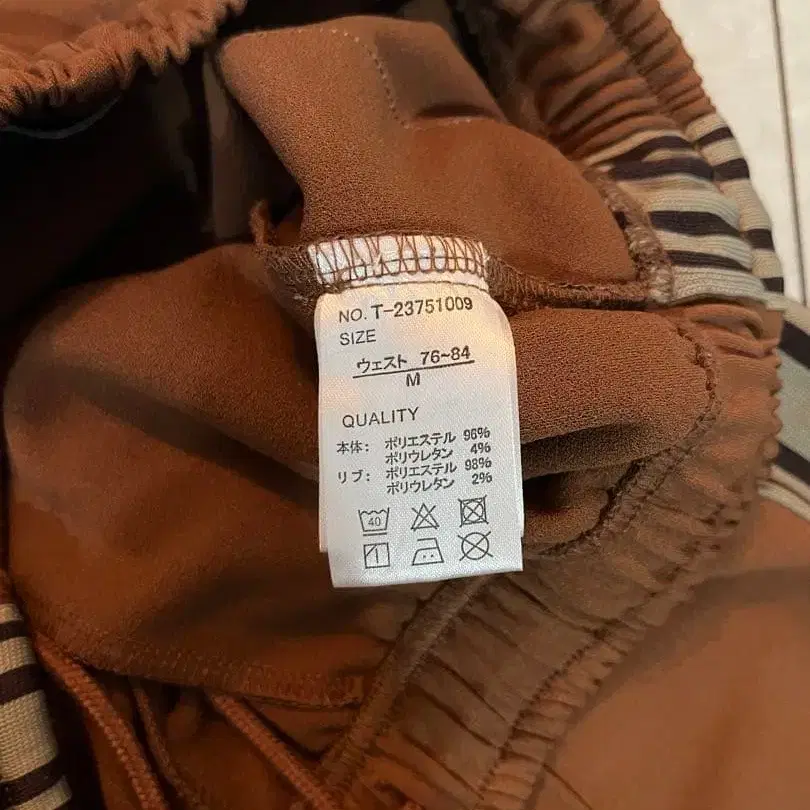 NO. T-23751009
SIZE
ウェスト 76~84
M
QUALITY
本体: ポリエステル 96%
ポリウレタン 4%
リブ: ポリエステル 98%
ポリウレタン 2%
40